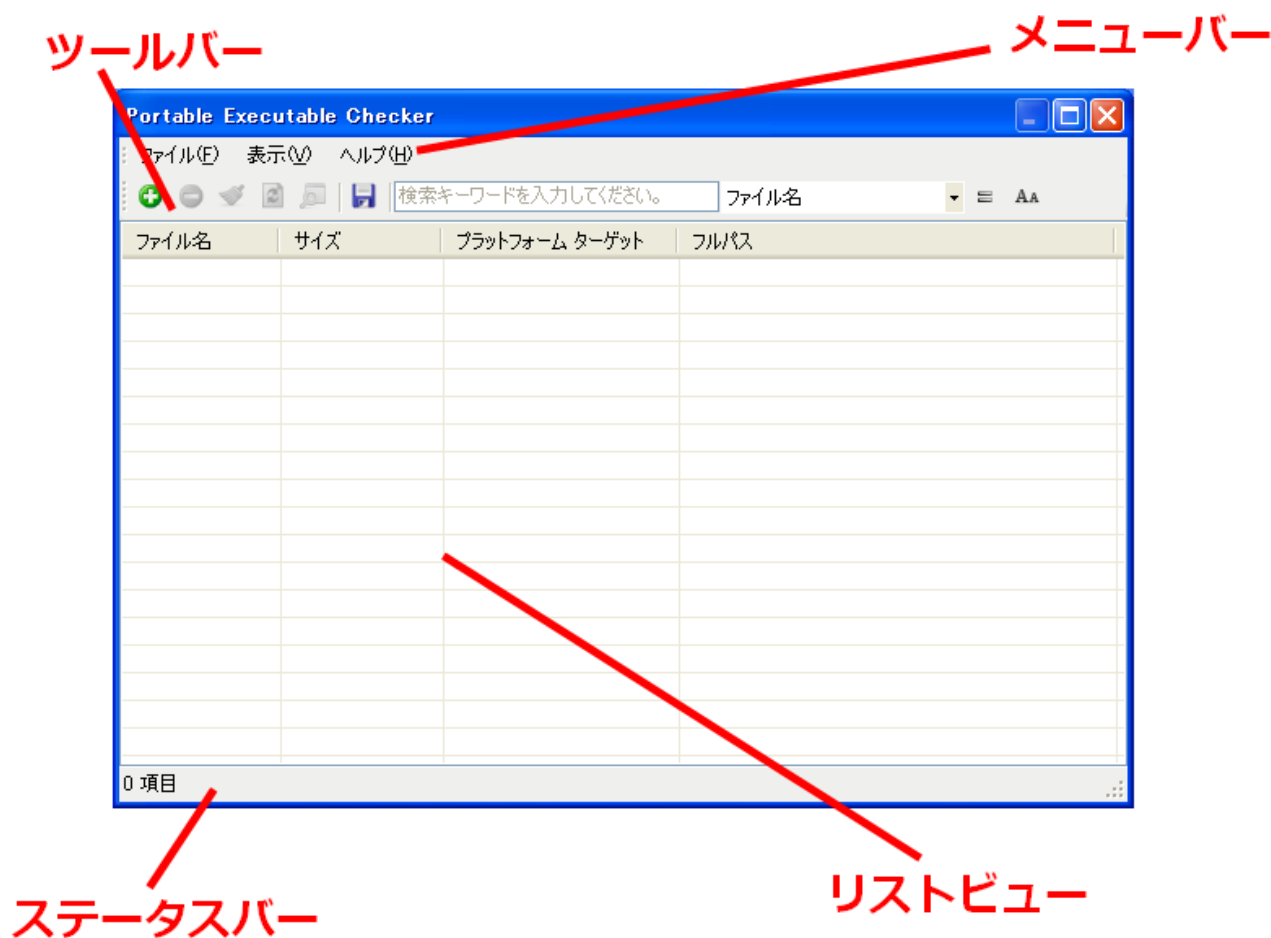 メニューバー
ツールバー
Portable Executable Checker
ファイル(F) 表示(V) ヘルプ(H)
検索キーワードを入力してください。 ファイル名 = AA
ファイル名 サイズ プラットフォーム ターゲット フルパス
0 項目
リストビュー
ステータスバー